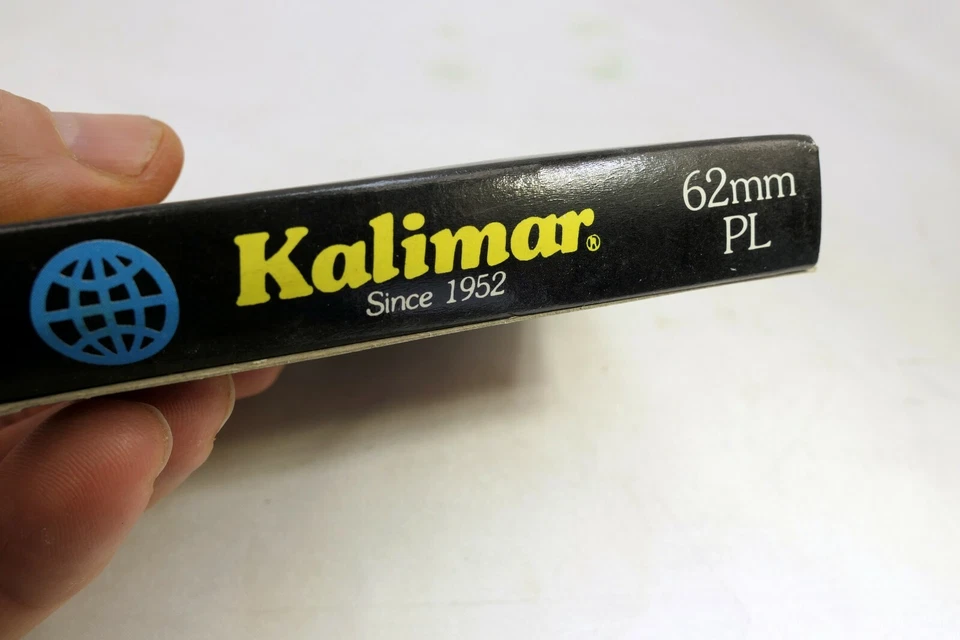 Kalimar®
Since 1952
62mm
PL